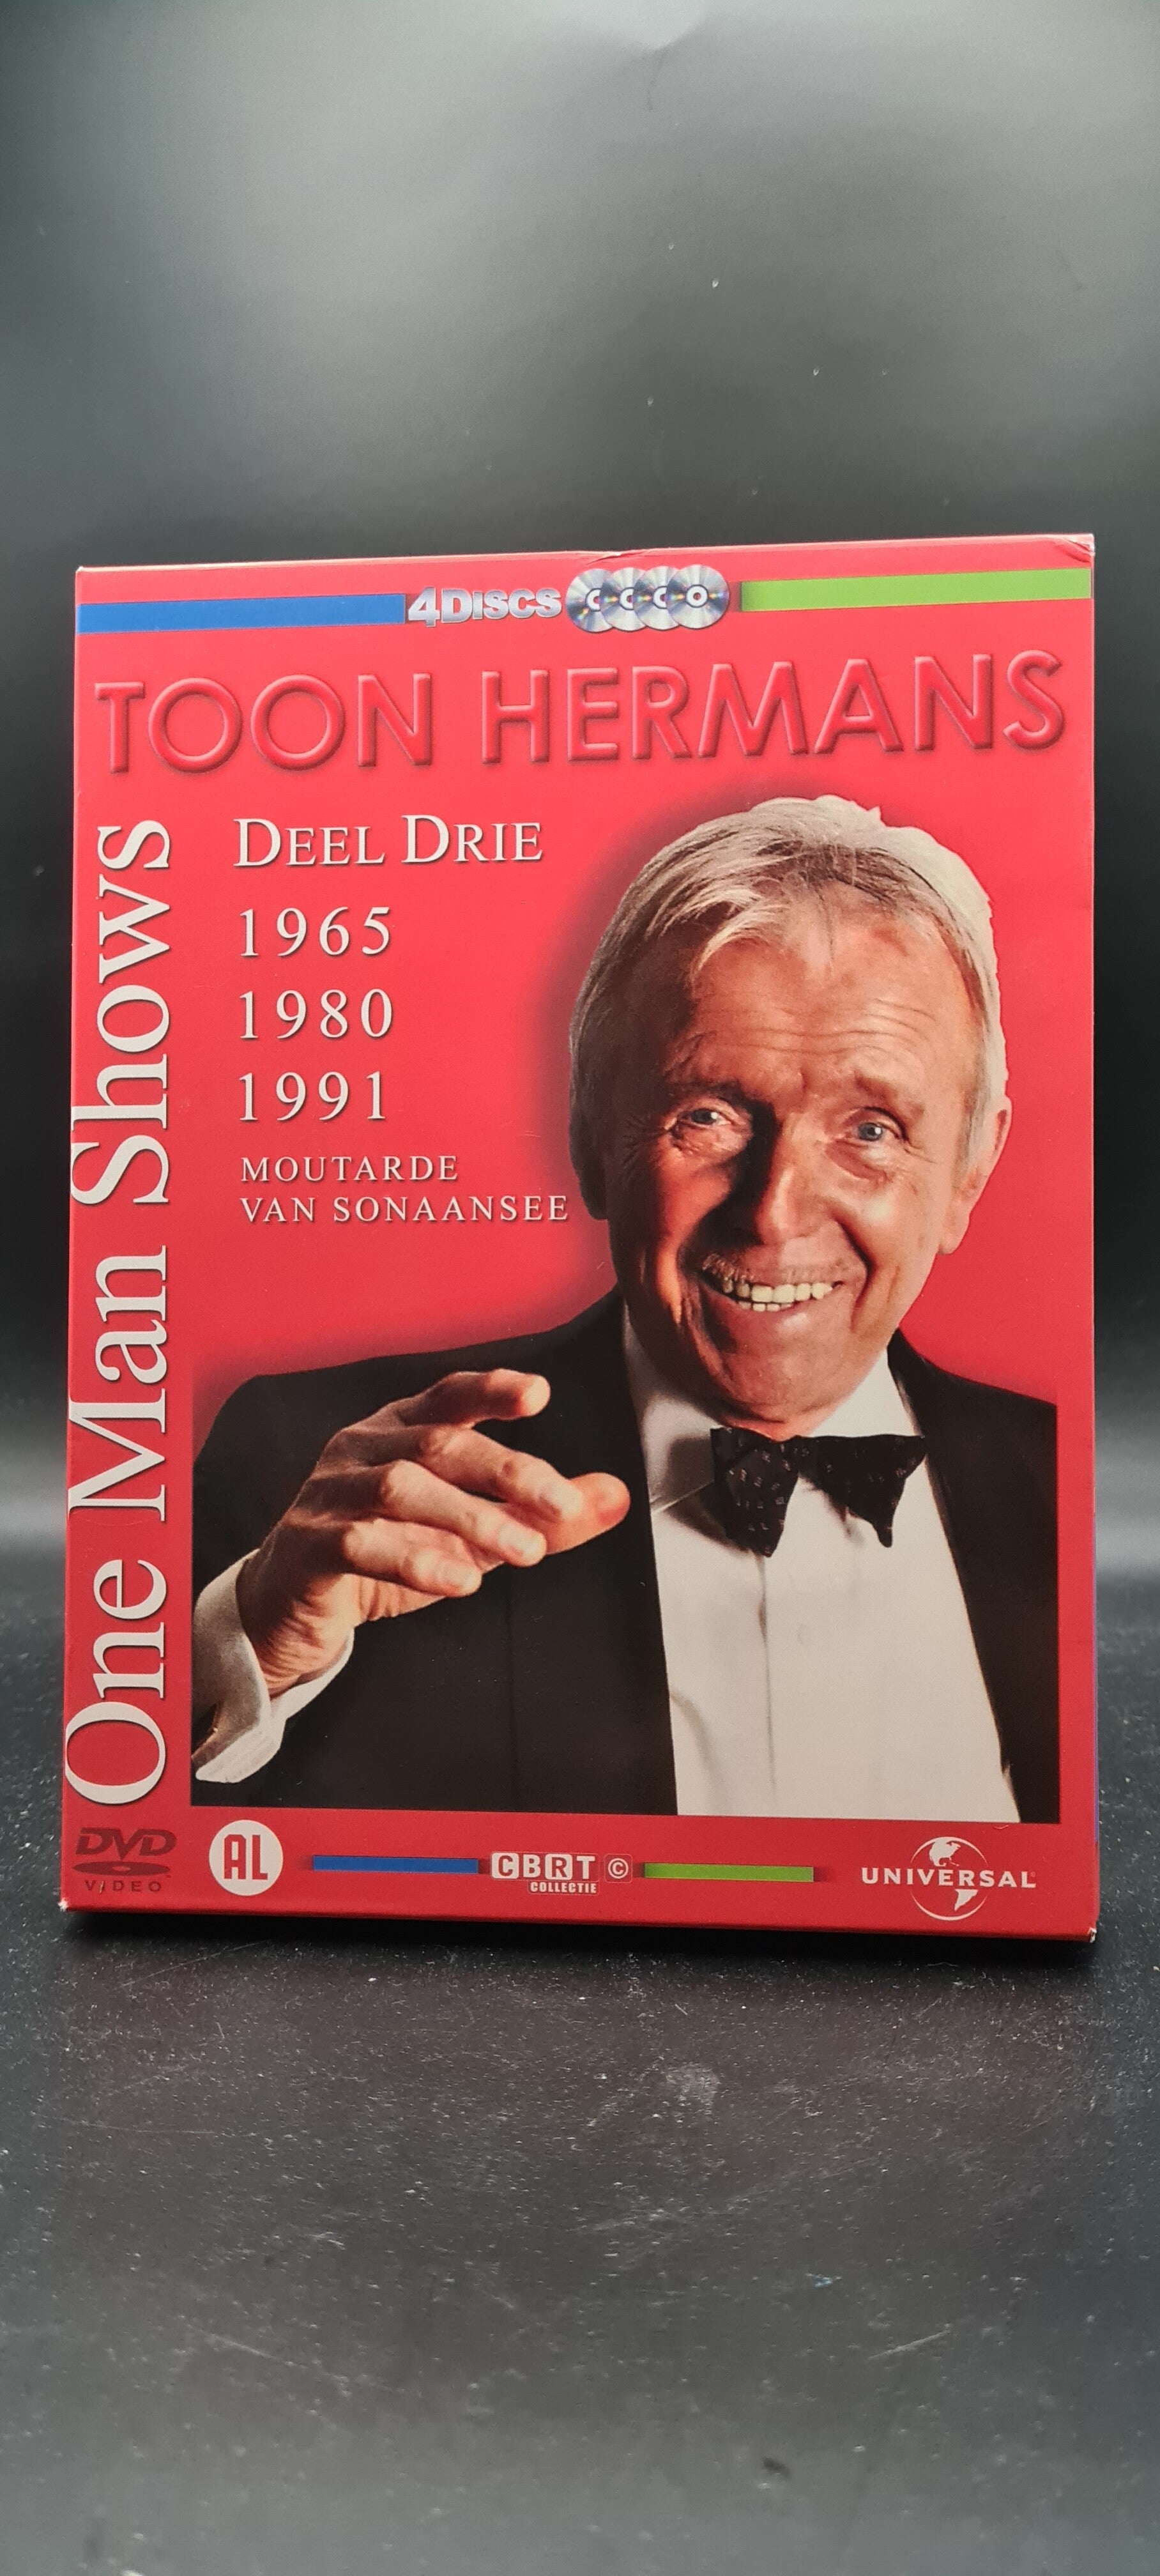 4DISCS
TOON HERMANS
One Man Shows
DEEL DRIE
1965
1980
1991
MOUTARDE
VAN SONAANSEE
DVD
VIDEO
AL
CBRT ©
COLLECTIE
UNIVERSAL